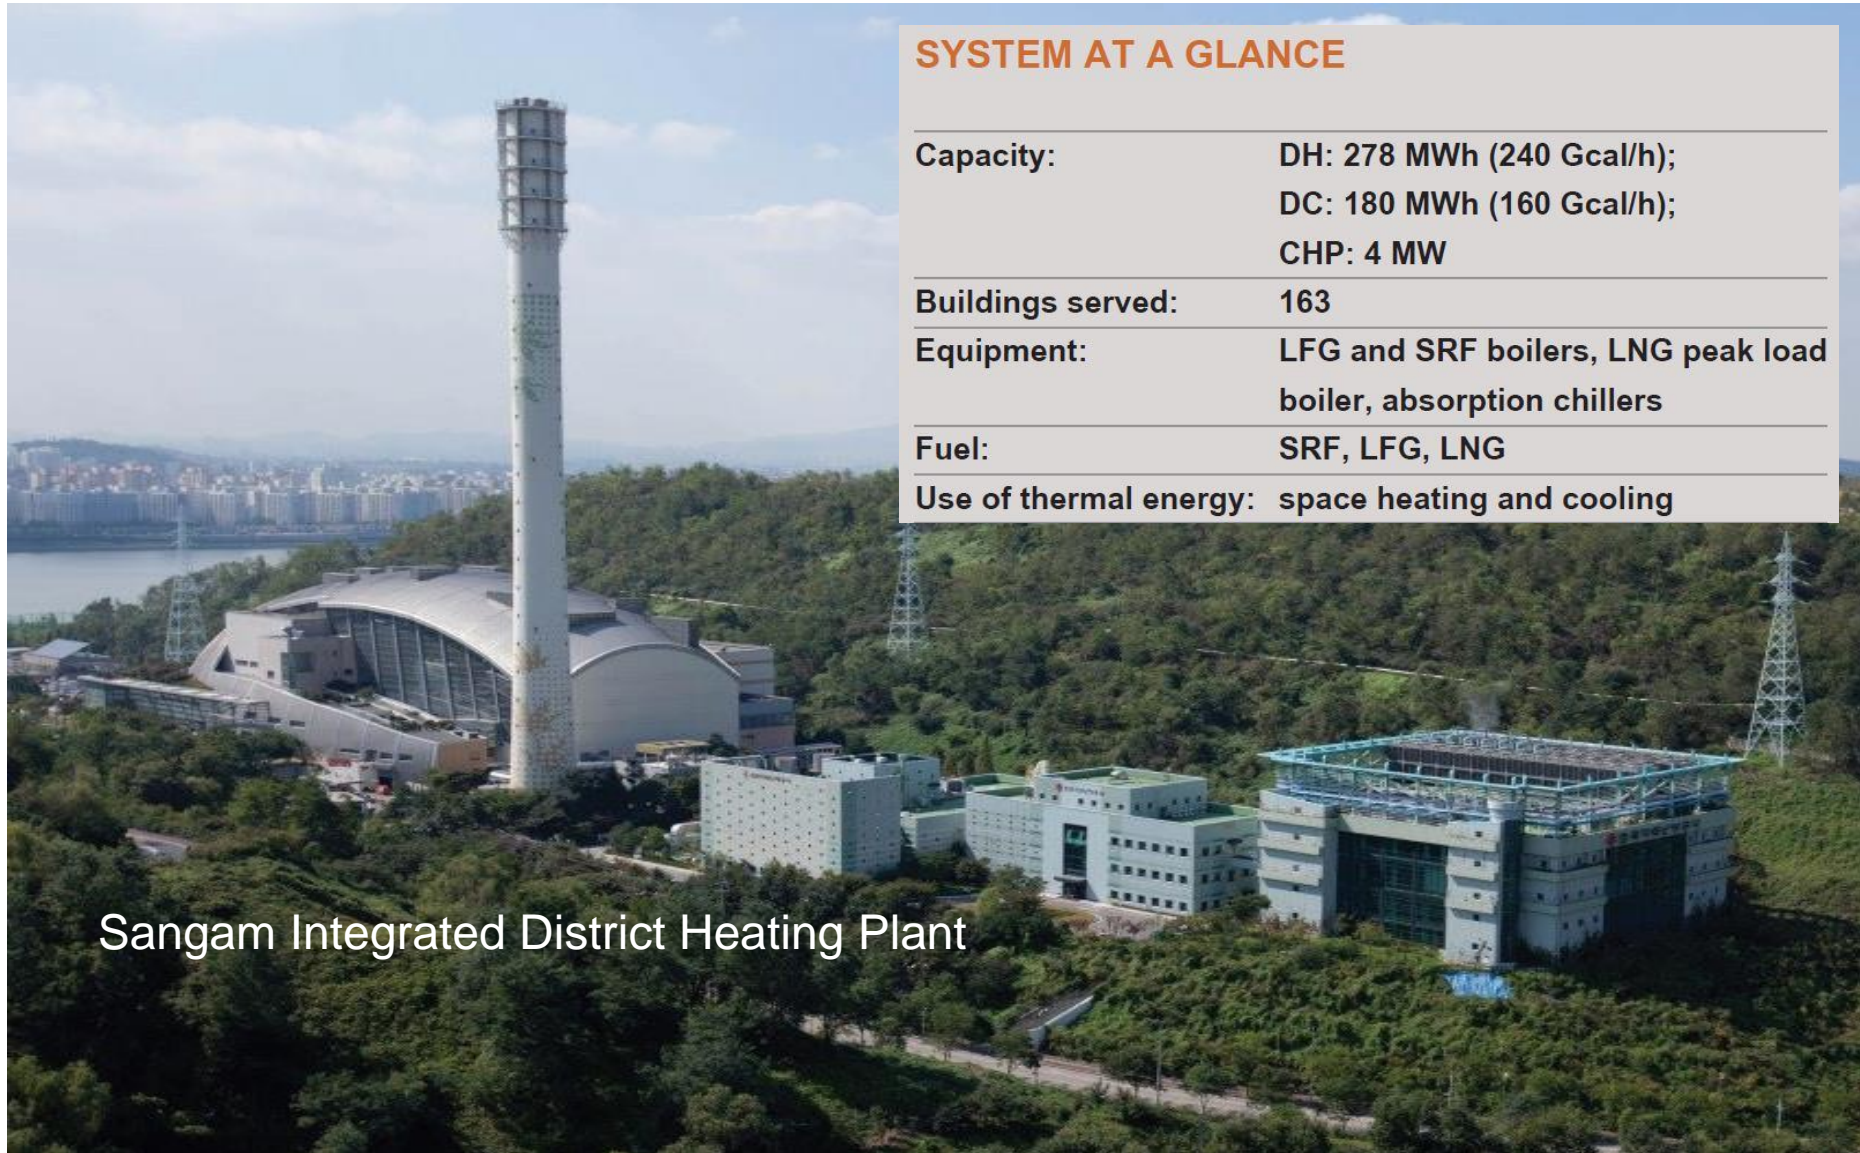 SYSTEM AT A GLANCE
Capacity: DH: 278 MWh (240 Gcal/h);
DC: 180 MWh (160 Gcal/h);
CHP: 4 MW
Buildings served: 163
Equipment: LFG and SRF boilers, LNG peak load
boiler, absorption chillers
Fuel: SRF, LFG, LNG
Use of thermal energy: space heating and cooling
Sangam Integrated District Heating Plant